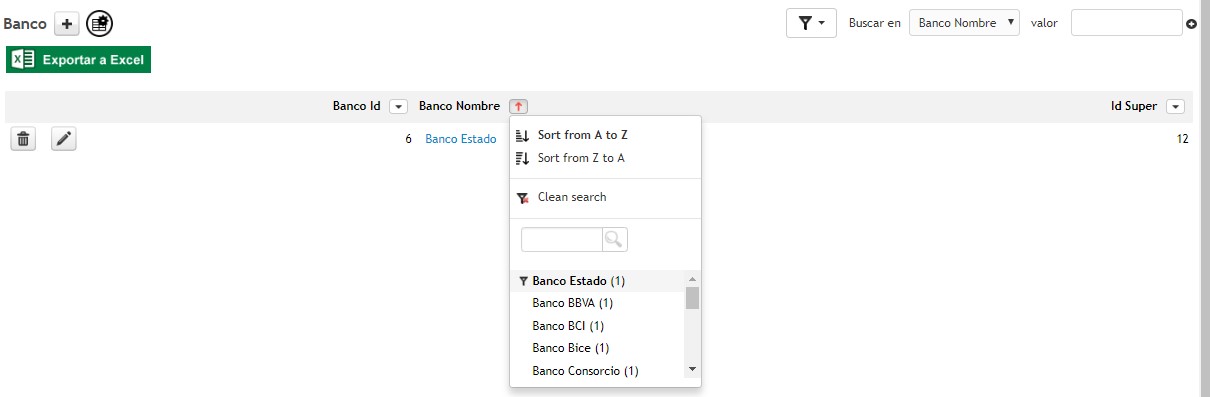 Banco
Buscar en Banco Nombre valor
Exportar a Excel
Banco Id Banco Nombre Id Super
6 Banco Estado 12
Sort from A to Z
Sort from Z to A
Clean search
Banco Estado (1)
Banco BBVA (1)
Banco BCI (1)
Banco Bice (1)
Banco Consorcio (1)